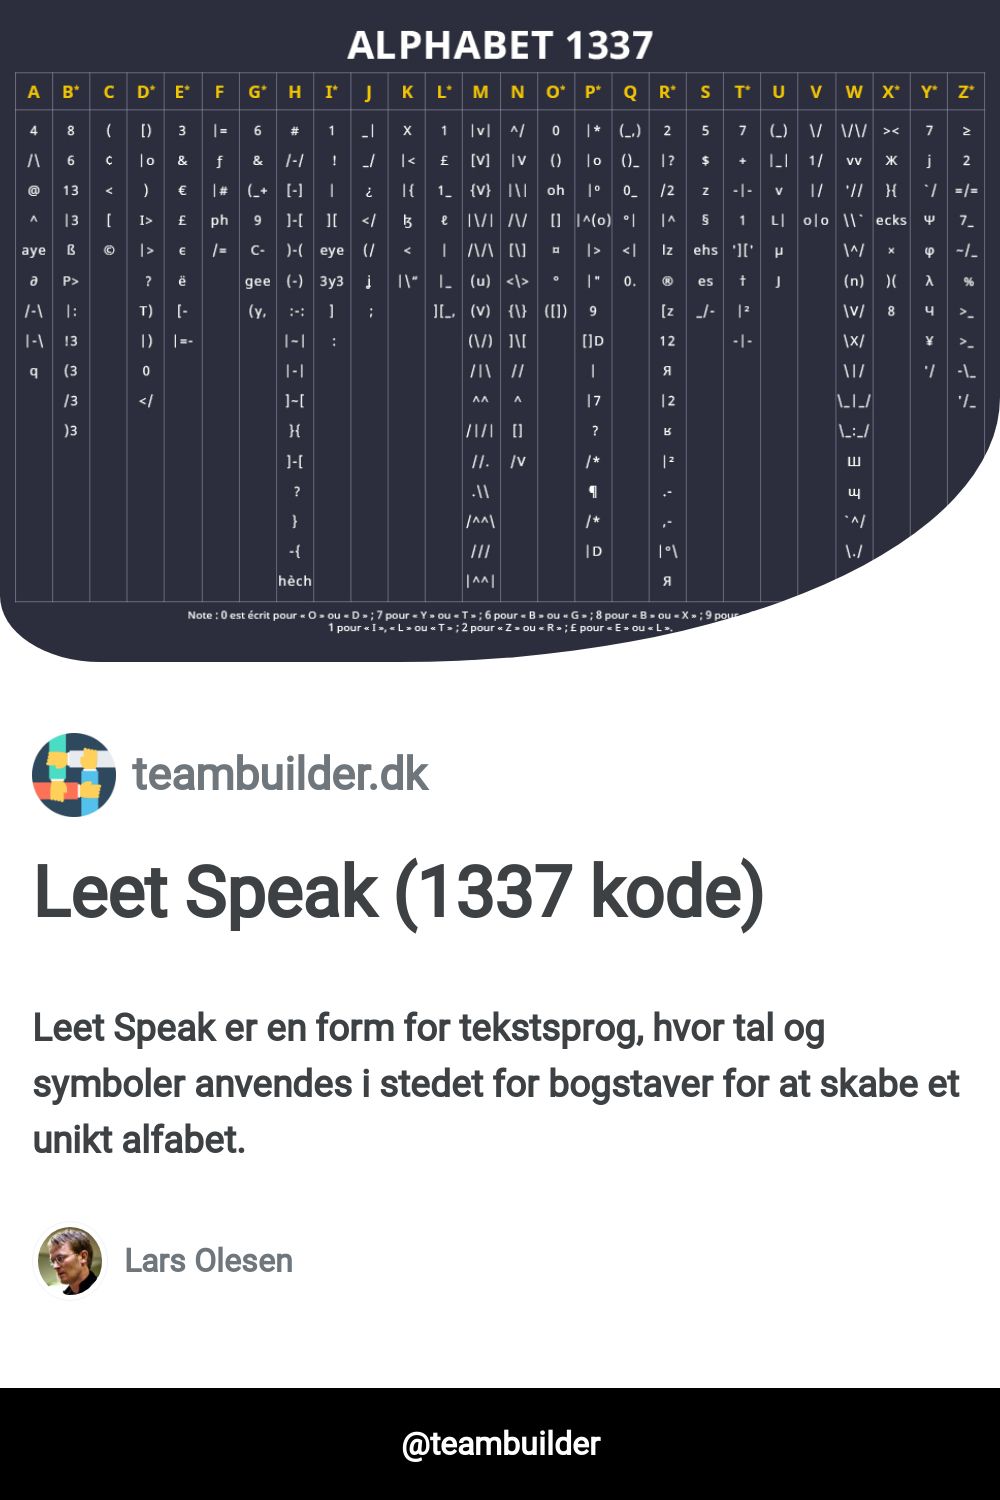 ALPHABET 1337
A B* C D* E* F G* H I* J K L* M N O* P* Q R* S T* U V W X* Y* Z*
4 8 ( [) 3 |= 6 # 1 _| X 1 |v| ^/ 0 |* (_,) 2 5 7 (_) \/ \/\/ >< 7 ≥
/\ 6 ¢ |o & ƒ & /-/ ! _/ |< £ [V] |V () |o ()_ |? $ + |_| 1/ vv Ж j 2
@ 13 < ) € |# (_+ [-] | ¿ |{ 1_ {V} |\| oh |º 0_ /2 z -|- v |/ '// }{ `/ =/=
^ |3 [ I> £ ph 9 ]-[ ][ </ ɮ ℓ |\/| /\/ [] |^(o) °| |^ § 1 L| o|o \\` ecks Ψ 7_
aye ß © |> є /= C- )-( eye (/ < | /\/\ [\] ¤ |> <| lz ehs '][' µ \^/ × φ ~/_
∂ P> ? ë gee (-) 3y3 ʝ |\“ |_ (u) <\> ° |" 0. ® es † J (n) )( λ %
/-\ |: T) [- (y, :-: ] ; ][_, (V) {\} ([]) 9 [z _/- |² \V/ 8 Ч >_
|-\ !3 |) |=- |~| : (\/) ]\[ []D 12 -|- \X/ ¥ >_
q (3 0 |-| /|\ // | Я \|/ '/ -\_
/3 </ ]~[ ^^ ^ |7 |2 \_|_/ '/_
)3 }{ /|/| [] ? ʁ \_:_/
]-[ //. /V /* |² Ш
? .\\ ¶ .- щ
} /^^\ /* ,- `^/
-{ /// |D |°\ \./
hèch |^^| Я
Note : 0 est écrit pour « O » ou « D » ; 7 pour « Y » ou « T » ; 6 pour « B » ou « G » ; 8 pour « B » ou « X » ; 9 pour
1 pour « I », « L » ou « T » ; 2 pour « Z » ou « R » ; £ pour « E » ou « L ».
teambuilder.dk
Leet Speak (1337 kode)
Leet Speak er en form for tekstsprog, hvor tal og
symboler anvendes i stedet for bogstaver for at skabe et
unikt alfabet.
Lars Olesen
@teambuilder